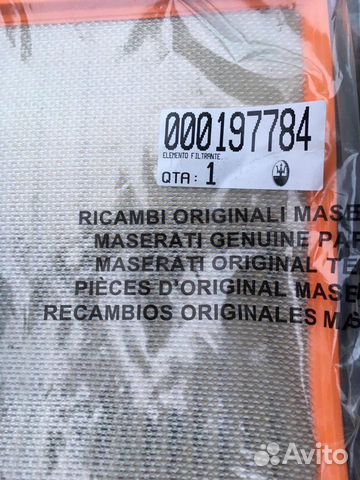 000197784
ELEMENTO FILTRANTE
QTA: 1
RICAMBI ORIGINALI MASE
MASERATI GENUINE PAR
MASERATI ORIGINAL TE
PIÈCES D'ORIGINAL MASE
RECAMBIOS ORIGINALES MA
Avito